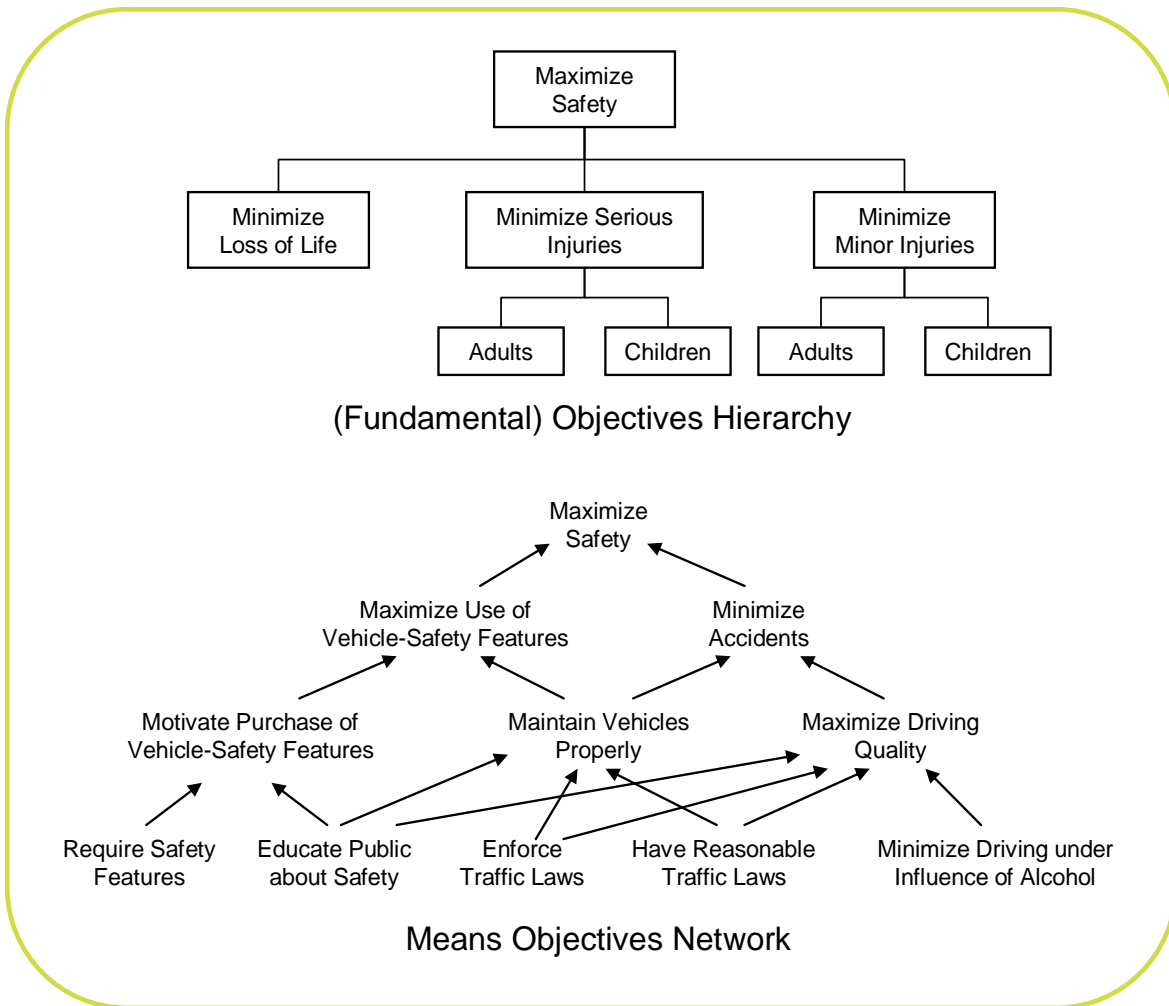 Maximize
Safety
Minimize
Loss of Life
Minimize Serious
Injuries
Minimize
Minor Injuries
Adults
Children
Adults
Children
(Fundamental) Objectives Hierarchy
Maximize
Safety
Maximize Use of
Vehicle-Safety Features
Minimize
Accidents
Motivate Purchase of
Vehicle-Safety Features
Maintain Vehicles
Properly
Maximize Driving
Quality
Require Safety
Features
Educate Public
about Safety
Enforce
Traffic Laws
Have Reasonable
Traffic Laws
Minimize Driving under
Influence of Alcohol
Means Objectives Network